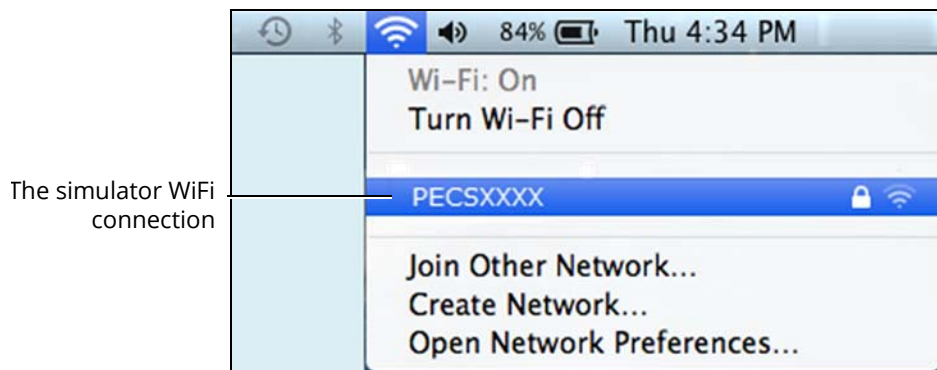 84% Thu 4:34 PM
Wi-Fi: On
Turn Wi-Fi Off
The simulator WiFi
connection
PECSXXXX
Join Other Network...
Create Network...
Open Network Preferences...